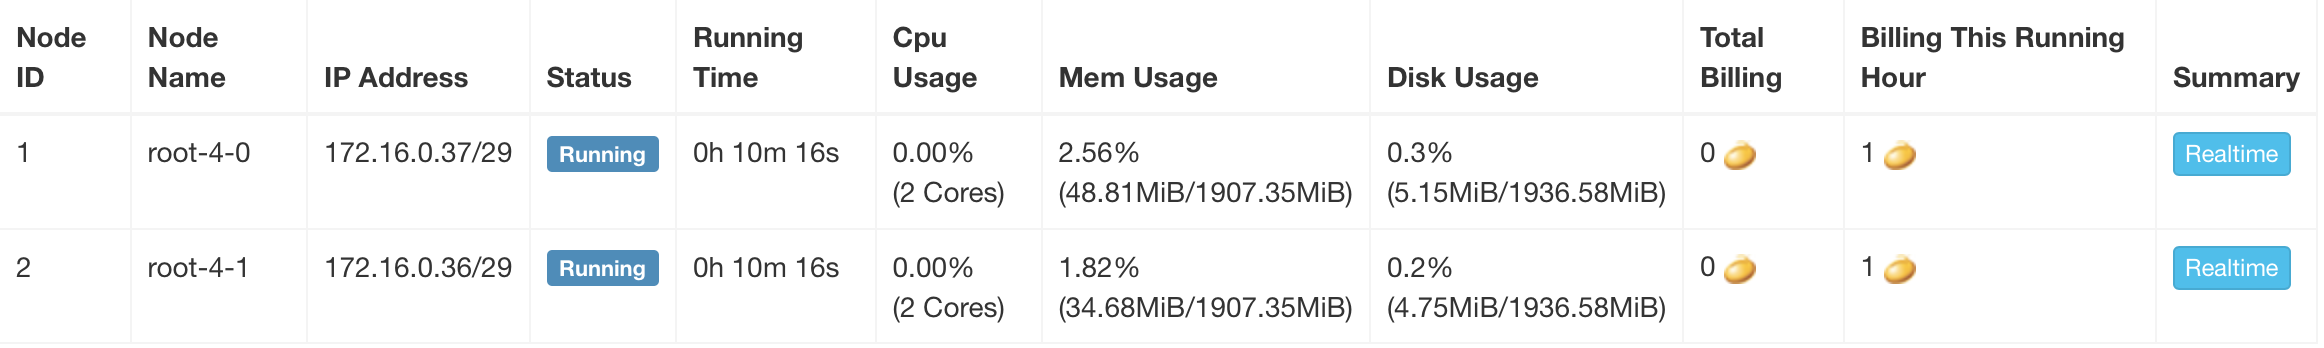 Node ID
Node Name
IP Address
Status
Running Time
Cpu Usage
Mem Usage
Disk Usage
Total Billing
Billing This Running Hour
Summary
1
root-4-0
172.16.0.37/29
Running
0h 10m 16s
0.00%
(2 Cores)
2.56%
(48.81MiB/1907.35MiB)
0.3%
(5.15MiB/1936.58MiB)
0
1
Realtime
2
root-4-1
172.16.0.36/29
Running
0h 10m 16s
0.00%
(2 Cores)
1.82%
(34.68MiB/1907.35MiB)
0.2%
(4.75MiB/1936.58MiB)
0
1
Realtime